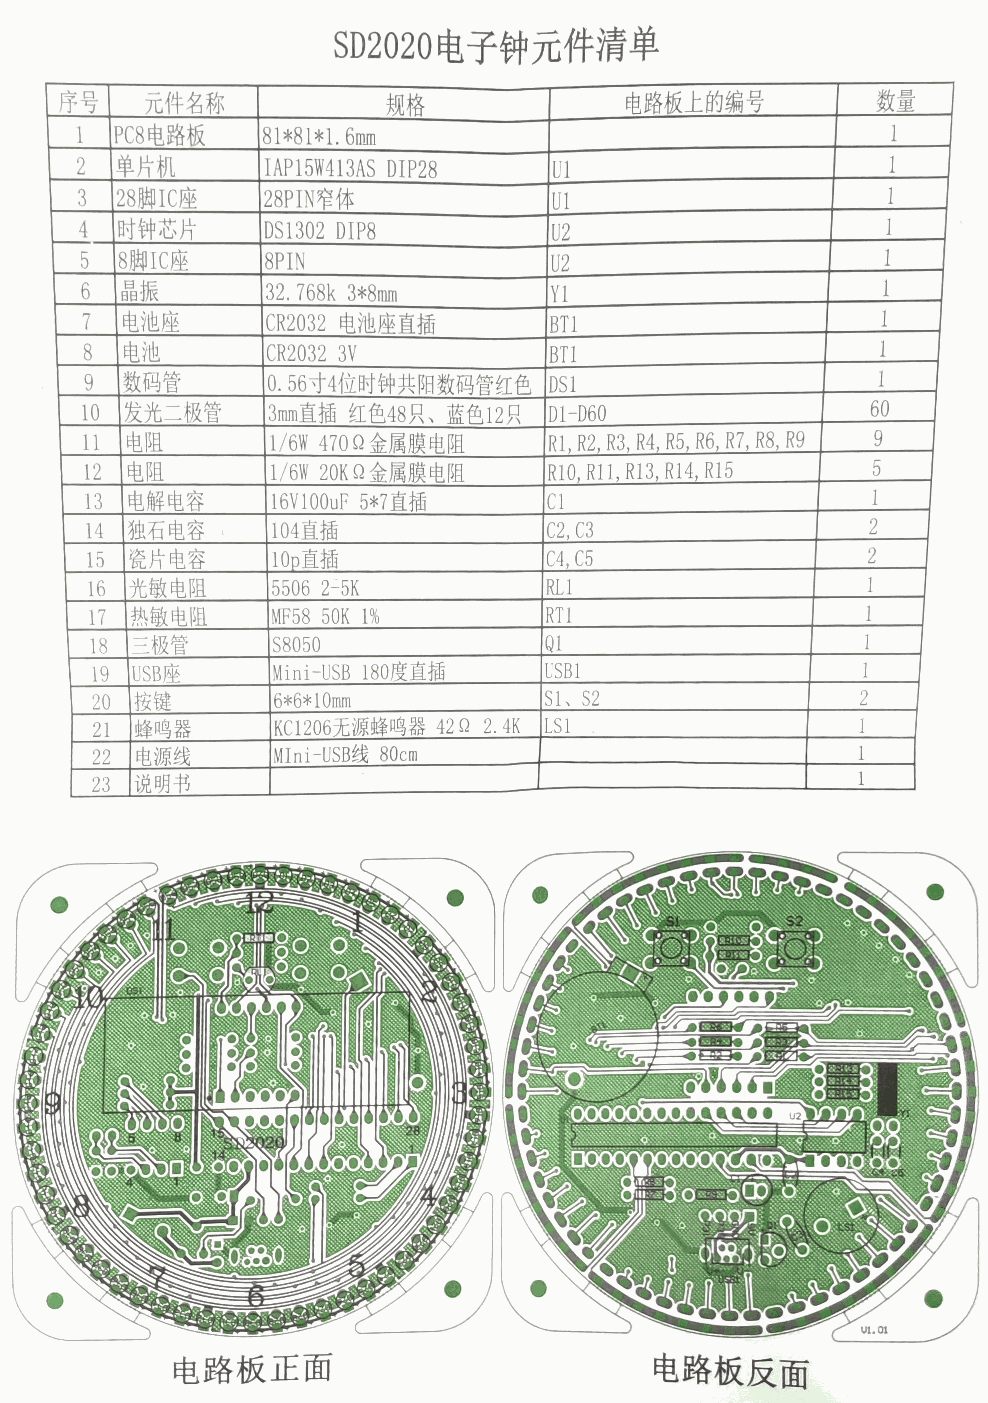 SD2020电子钟元件清单
序号 元件名称 规格 电路板上的编号 数量
1 PC8电路板 81*81*1.6mm 1
2 单片机 IAP15W413AS DIP28 U1 1
3 28脚IC座 28PIN窄体 U1 1
4 时钟芯片 DS1302 DIP8 U2 1
5 8脚IC座 8PIN U2 1
6 晶振 32.768k 3*8mm Y1 1
7 电池座 CR2032 电池座直插 BT1 1
8 电池 CR2032 3V BT1 1
9 数码管 0.56寸4位时钟共阳数码管红色 DS1 1
10 发光二极管 3mm直插 红色48只、蓝色12只 D1-D60 60
11 电阻 1/6W 470Ω金属膜电阻 R1,R2,R3,R4,R5,R6,R7,R8,R9 9
12 电阻 1/6W 20KΩ金属膜电阻 R10,R11,R13,R14,R15 5
13 电解电容 16V100uF 5*7直插 C1 1
14 独石电容 104直插 C2,C3 2
15 瓷片电容 10p直插 C4,C5 2
16 光敏电阻 5506 2-5K RL1 1
17 热敏电阻 MF58 50K 1% RT1 1
18 三极管 S8050 Q1 1
19 USB座 Mini-USB 180度直插 USB1 1
20 按键 6*6*10mm S1、S2 2
21 蜂鸣器 KC1206无源蜂鸣器 42Ω 2.4K LS1 1
22 电源线 MIni-USB线 80cm 1
23 说明书 1
12
11 1
10 DS1 2
9 3
5 8 15 SD2020 28
4 1 14
8 4
7 5
6
S1 S2
R10
R11
U2 Y1
LS1
USB1
V1.01
电路板正面 电路板反面